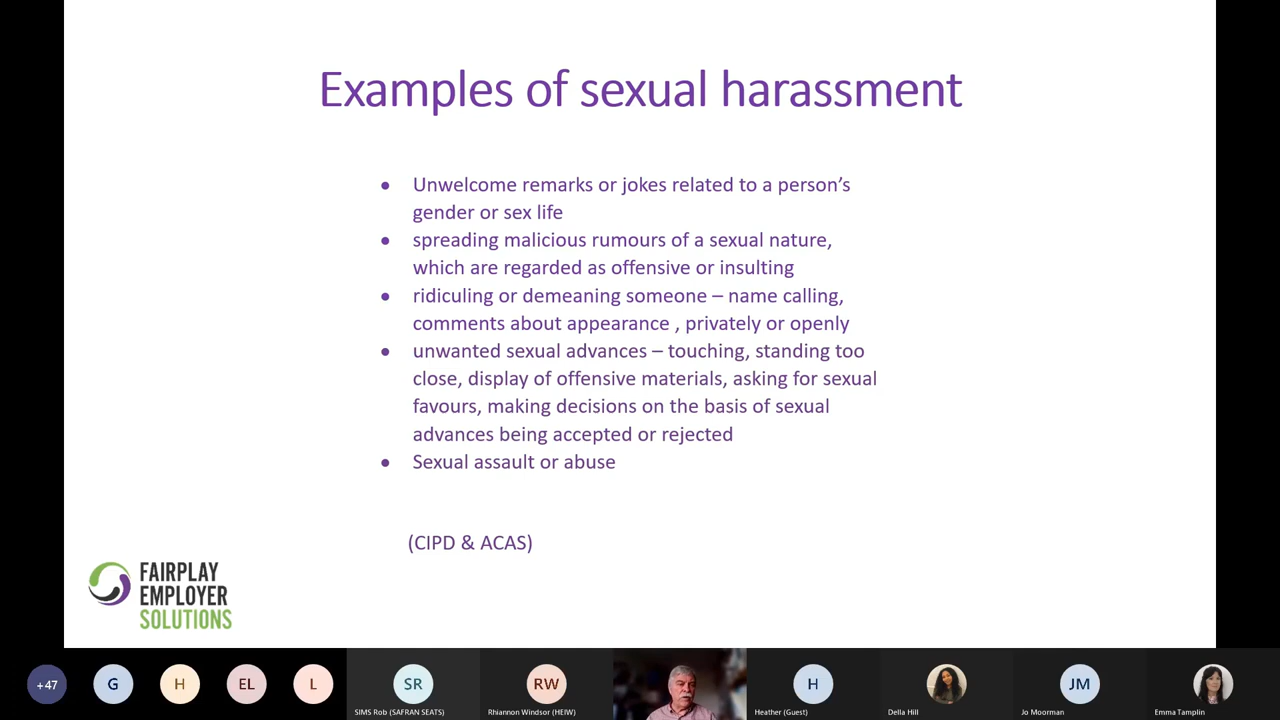 Examples of sexual harassment
● Unwelcome remarks or jokes related to a person’s
gender or sex life
● spreading malicious rumours of a sexual nature,
which are regarded as offensive or insulting
● ridiculing or demeaning someone – name calling,
comments about appearance , privately or openly
● unwanted sexual advances – touching, standing too
close, display of offensive materials, asking for sexual
favours, making decisions on the basis of sexual
advances being accepted or rejected
● Sexual assault or abuse
(CIPD & ACAS)
FAIRPLAY
EMPLOYER
SOLUTIONS
+47
G
H
EL
L
SR
RW
H
JM
SIMS Rob (SAFRAN SEATS)
Rhiannon Windsor (HEIW)
Heather (Guest)
Della Hill
Jo Moorman
Emma Tamplin